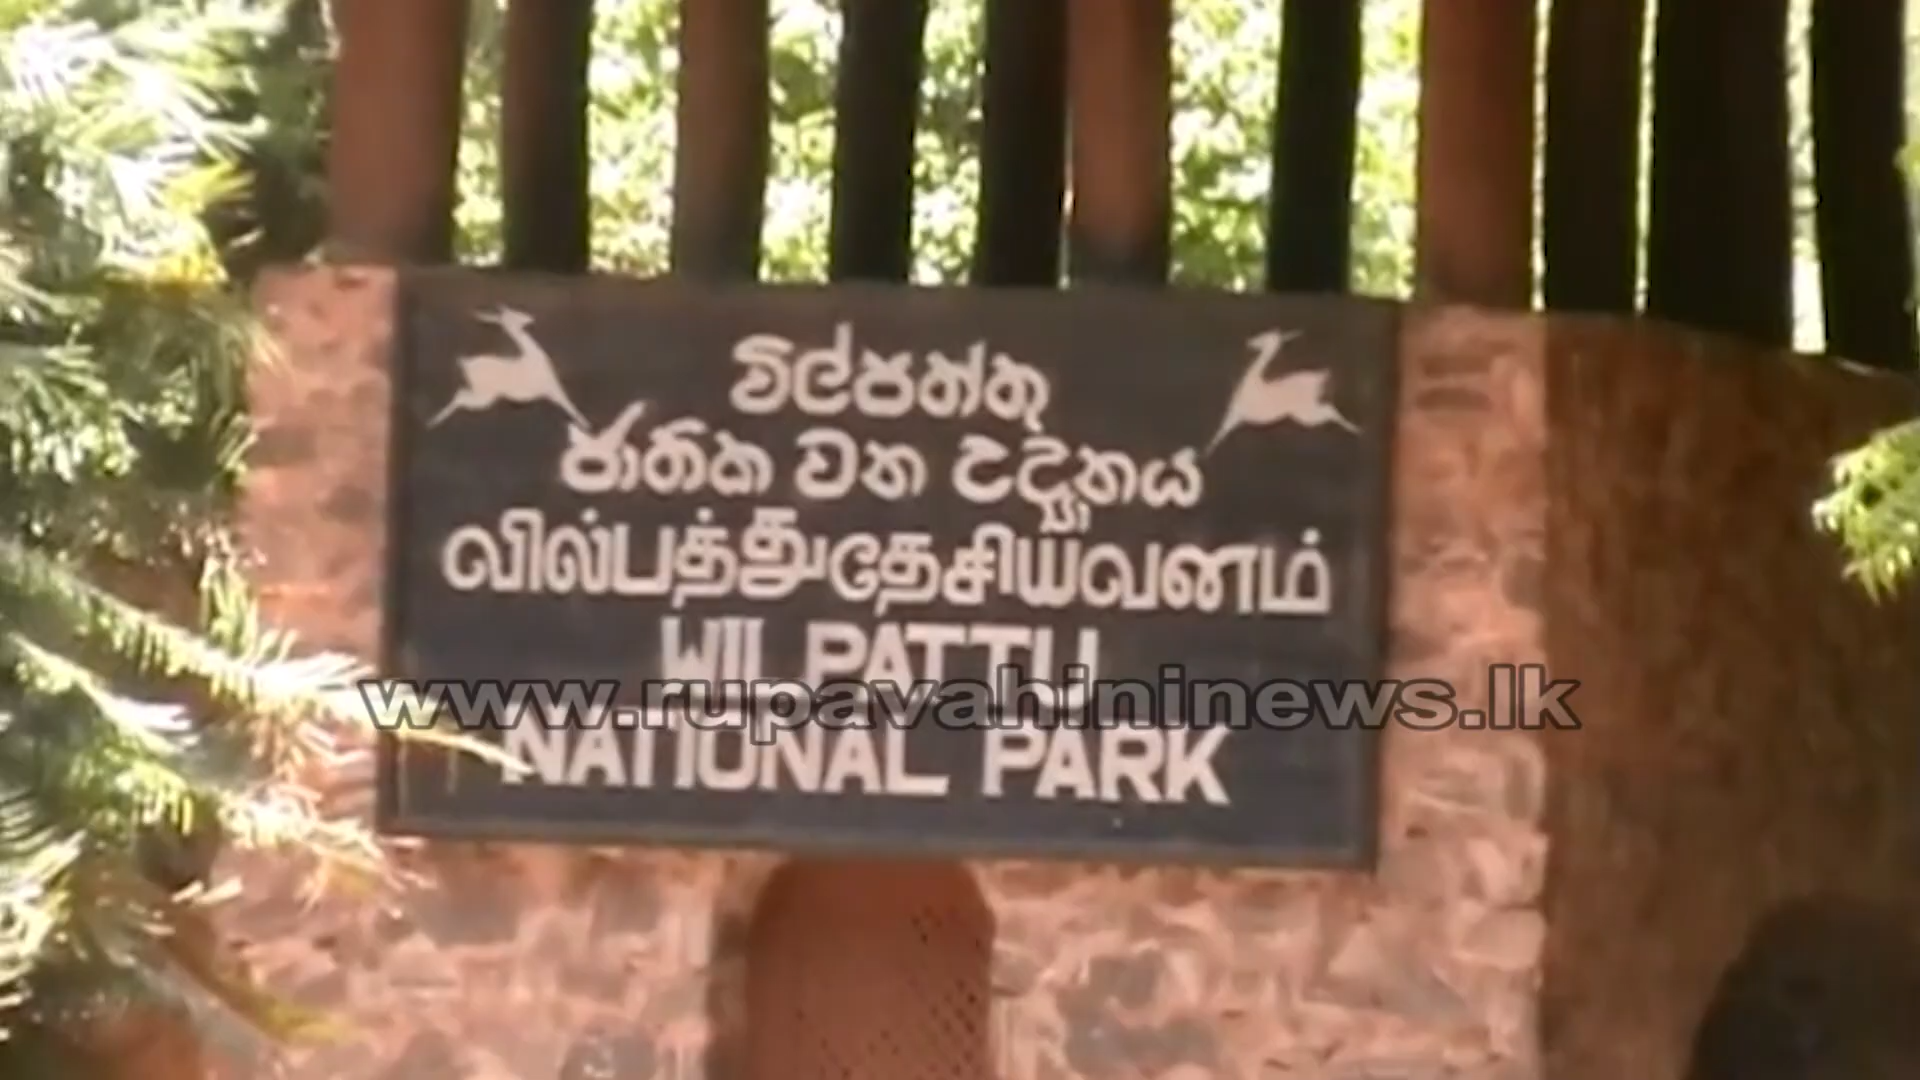 විල්පත්තු
ජාතික වන උද්‍යානය
வில்பத்து தேசியவனம்
WILPATTU
www.rupavahininews.lk
NATIONAL PARK